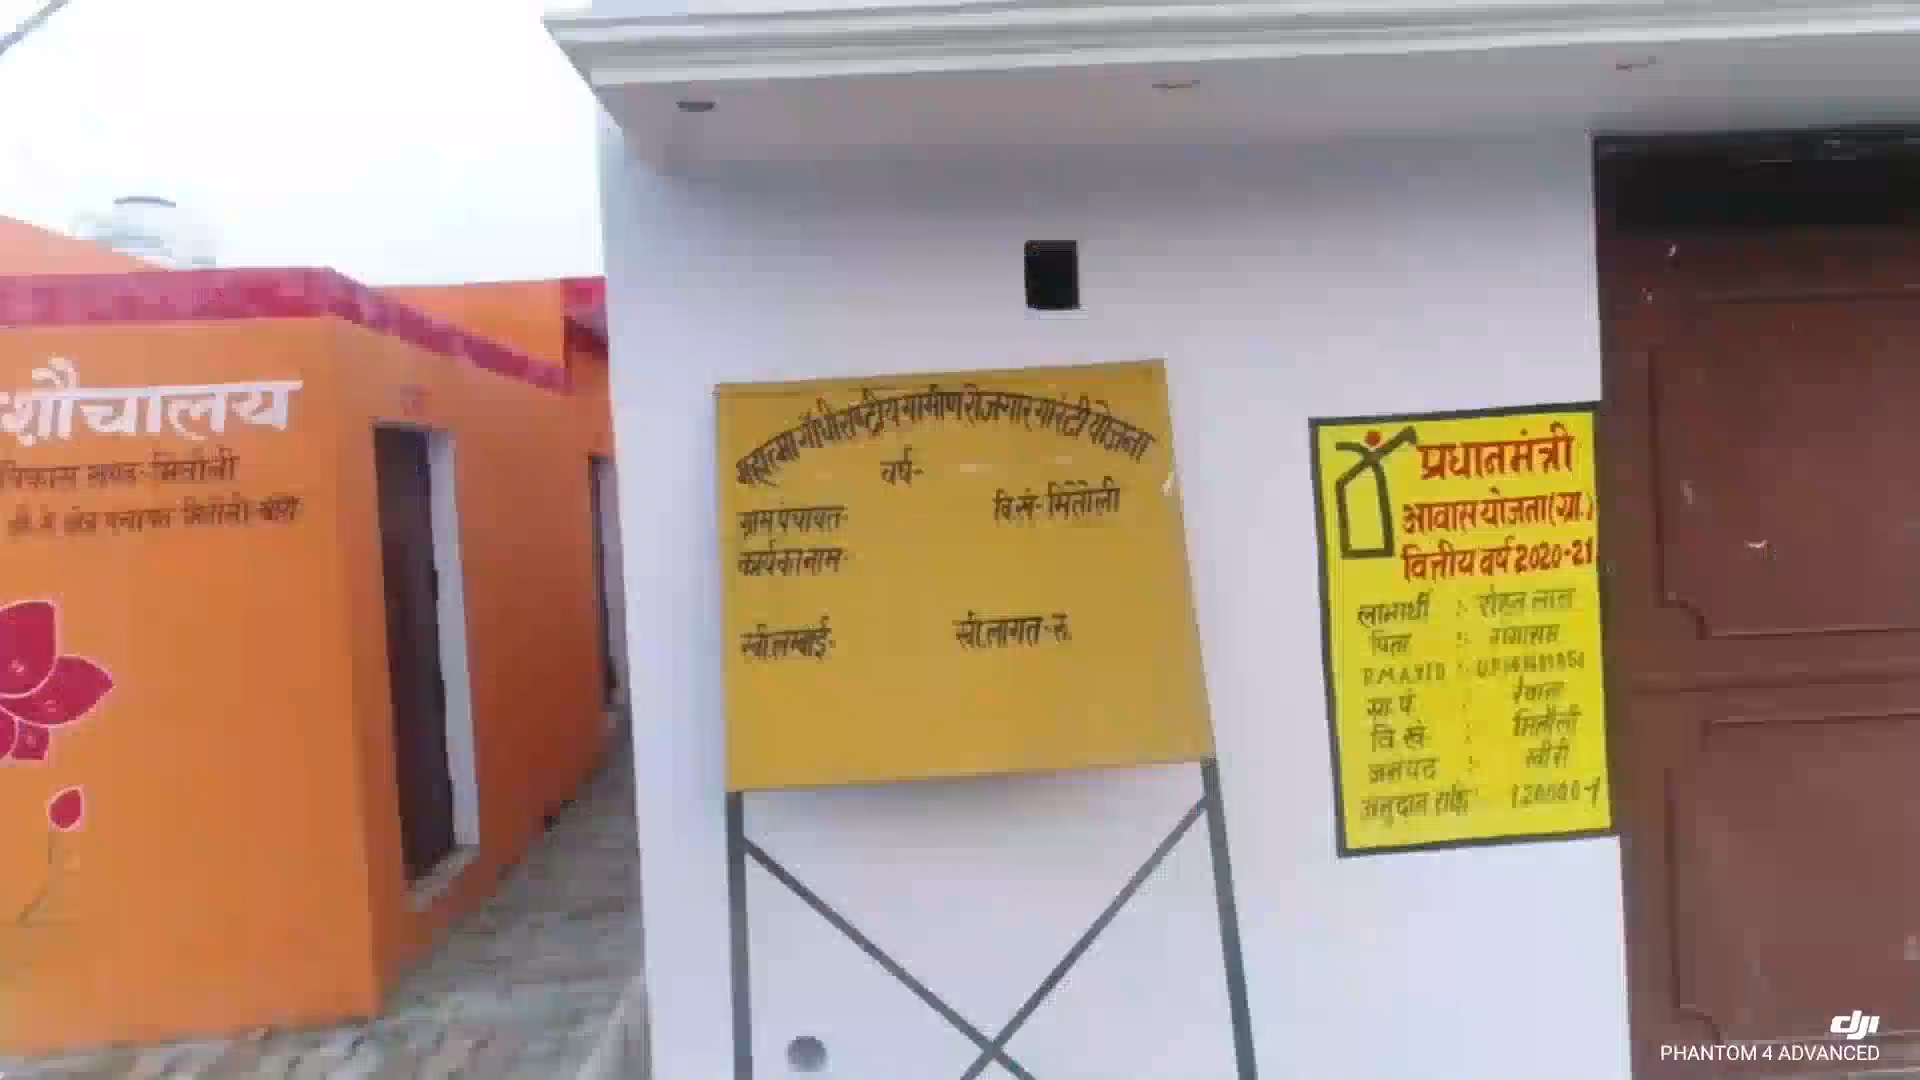 शौचालय
विकास खण्ड-मितौली
महात्मा गाँधी राष्ट्रीय ग्रामीण रोजगार गारंटी योजना
वर्ष-
ग्राम पंचायत-
वि.खं- मितौली
कार्य का नाम-
स्वी.लम्बाई-
स्वी.लागत-रु.
प्रधानमंत्री
आवास योजना(ग्रा.)
वित्तीय वर्ष 2020-21
लाभार्थी :-
पिता :- गंगाराम
P.M.A.Y ID :-
ग्रा.पं. :
वि.खं. : मितौली
जनपद : खीरी
अनुदान राशि 120000-/
dji
PHANTOM 4 ADVANCED